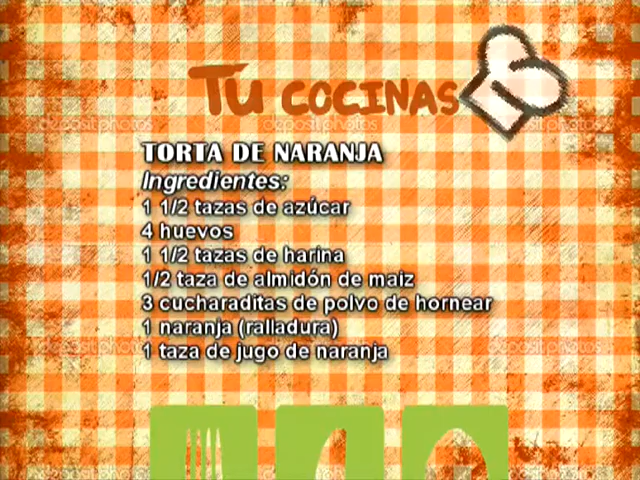 TU COCINAS
depositphotos depositphotos
TORTA DE NARANJA
Ingredientes:
1 1/2 tazas de azúcar
4 huevos
1 1/2 tazas de harina
1/2 taza de almidón de maiz
3 cucharaditas de polvo de hornear
1 naranja (ralladura)
1 taza de jugo de naranja